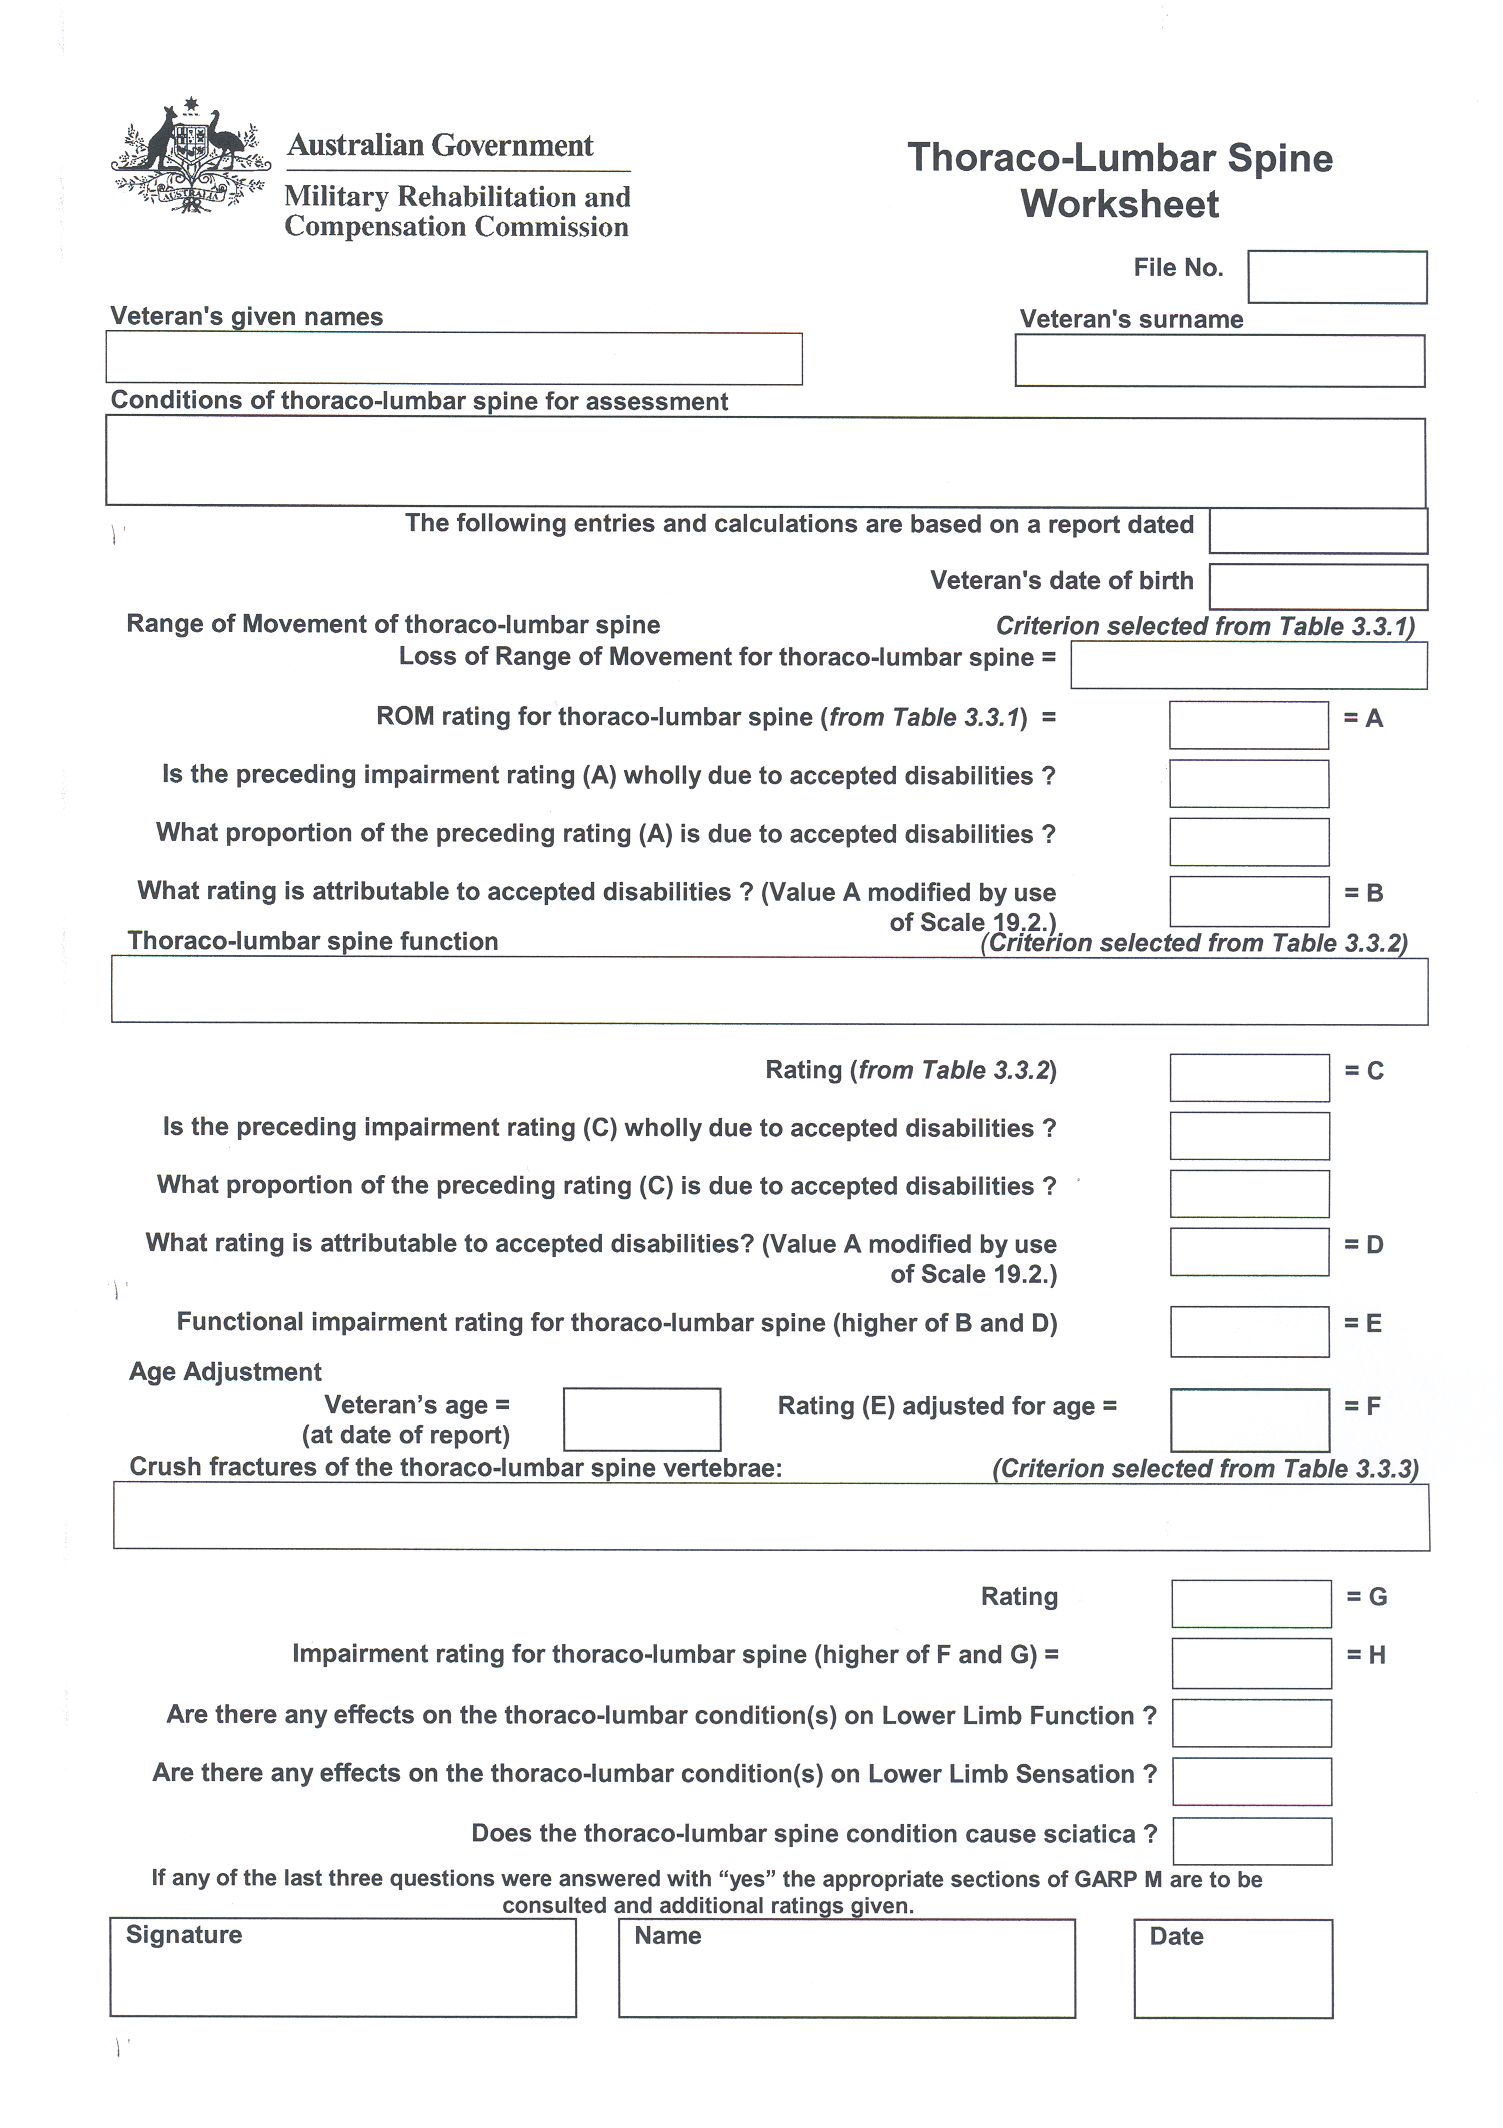 Australian Government
Military Rehabilitation and
Compensation Commission
AUSTRALIA
Thoraco-Lumbar Spine
Worksheet
File No.
Veteran's given names
Veteran's surname
Conditions of thoraco-lumbar spine for assessment
The following entries and calculations are based on a report dated
Veteran's date of birth
Range of Movement of thoraco-lumbar spine
Criterion selected from Table 3.3.1)
Loss of Range of Movement for thoraco-lumbar spine =
ROM rating for thoraco-lumbar spine (from Table 3.3.1) = = A
Is the preceding impairment rating (A) wholly due to accepted disabilities ?
What proportion of the preceding rating (A) is due to accepted disabilities ?
What rating is attributable to accepted disabilities ? (Value A modified by use = B
of Scale 19.2.)
Thoraco-lumbar spine function
(Criterion selected from Table 3.3.2)
Rating (from Table 3.3.2) = C
Is the preceding impairment rating (C) wholly due to accepted disabilities ?
What proportion of the preceding rating (C) is due to accepted disabilities ?
What rating is attributable to accepted disabilities? (Value A modified by use = D
of Scale 19.2.)
Functional impairment rating for thoraco-lumbar spine (higher of B and D) = E
Age Adjustment
Veteran’s age =
(at date of report)
Rating (E) adjusted for age = = F
Crush fractures of the thoraco-lumbar spine vertebrae:
(Criterion selected from Table 3.3.3)
Rating = G
Impairment rating for thoraco-lumbar spine (higher of F and G) = = H
Are there any effects on the thoraco-lumbar condition(s) on Lower Limb Function ?
Are there any effects on the thoraco-lumbar condition(s) on Lower Limb Sensation ?
Does the thoraco-lumbar spine condition cause sciatica ?
If any of the last three questions were answered with “yes” the appropriate sections of GARP M are to be
consulted and additional ratings given.
Signature
Name
Date